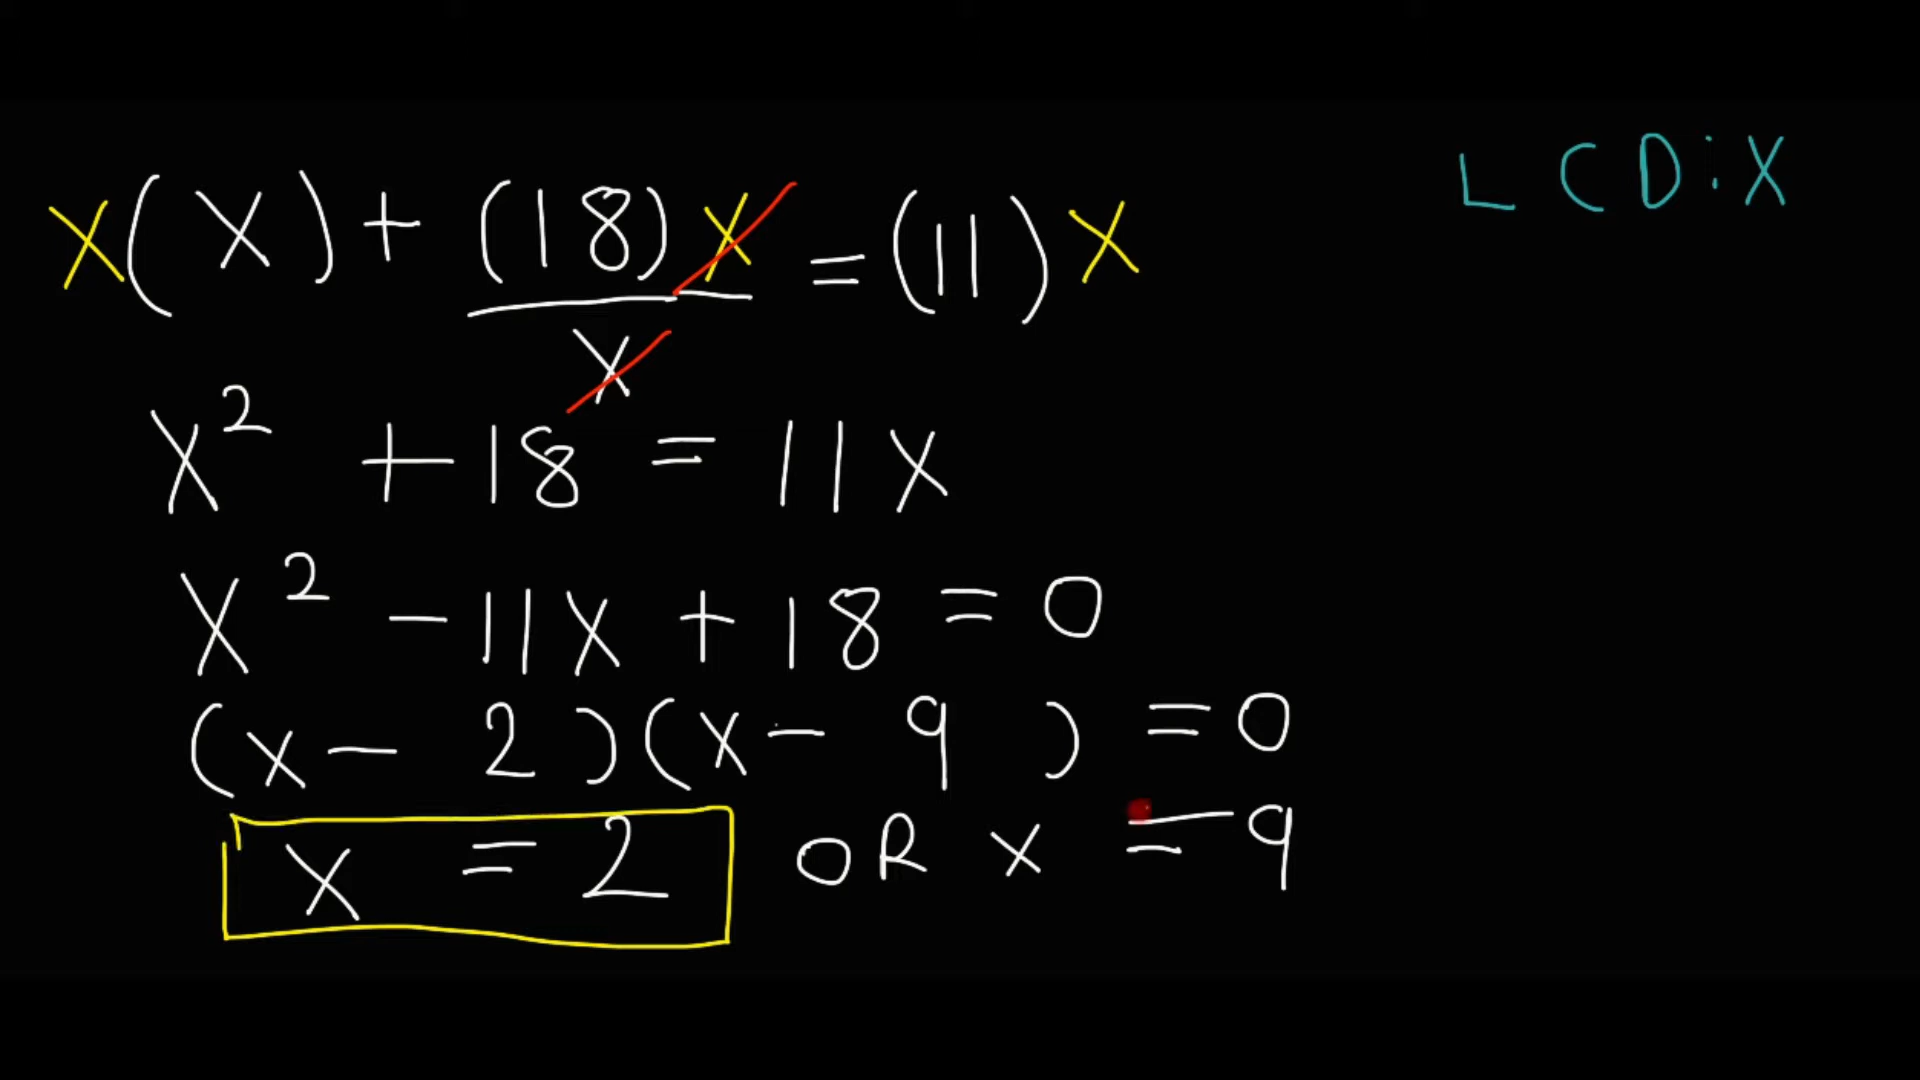 X(X) + (18)X = (11)X
X
LCD:X
X² + 18 = 11X
X² - 11X + 18 = 0
(x - 2)(x - 9) = 0
x = 2 OR x = 9